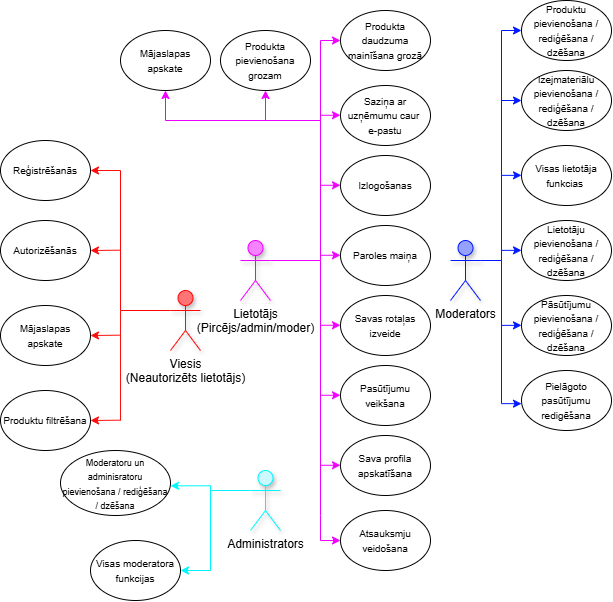 Mājaslapas
apskate
Produkta
pievienošana
grozam
Produkta
daudzuma
mainīšana grozā
Saziņa ar
uzņēmumu caur
e-pastu
Izlogošanas
Paroles maiņa
Savas rotaļas
izveide
Pasūtījumu
veikšana
Sava profila
apskatīšana
Atsauksmju
veidošana
Produktu
pievienošana /
rediģēšana /
dzēšana
Izejmateriālu
pievienošana /
rediģēšana /
dzēšana
Visas lietotāja
funkcias
Lietotāju
pievienošana /
rediģēšana /
dzēšana
Pāsūtījumu
pievienošana /
rediģēšana /
dzēšana
Pielāgoto
pasūtījumu
redigēšana
Reģistrēšanās
Autorizēšanās
Mājaslapas
apskate
Produktu filtrēšana
Viesis
(Neautorizēts lietotājs)
Lietotājs
(Pircējs/admin/moder)
Moderators
Moderatoru un
adminisratoru
pievienošana / rediģēšana
/ dzēšana
Visas moderatora
funkcijas
Administrators